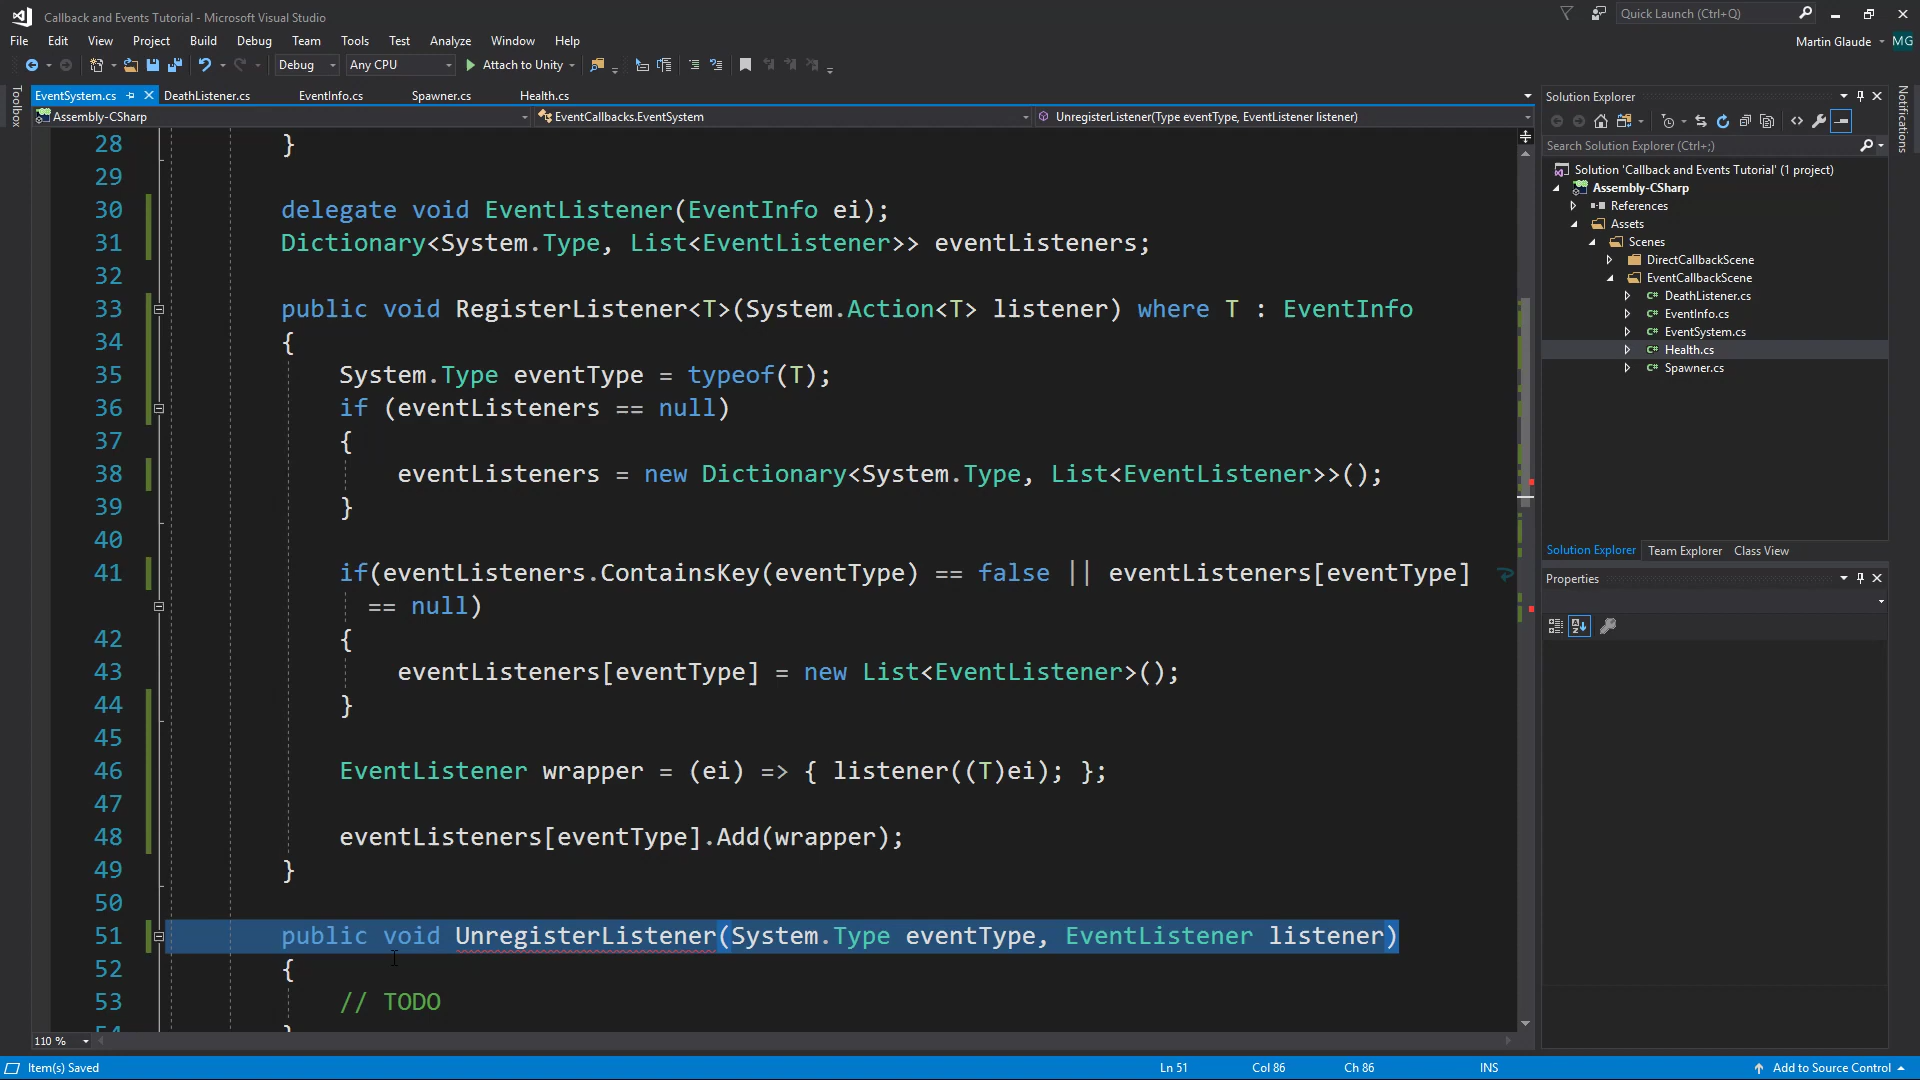 Callback and Events Tutorial - Microsoft Visual Studio
Quick Launch (Ctrl+Q)
File Edit View Project Build Debug Team Tools Test Analyze Window Help
Martin Glaude MG
Debug Any CPU Attach to Unity
Toolbox
EventSystem.cs DeathListener.cs EventInfo.cs Spawner.cs Health.cs
Assembly-CSharp EventCallbacks.EventSystem UnregisterListener(Type eventType, EventListener listener)
28 }
29
30 delegate void EventListener(EventInfo ei);
31 Dictionary<System.Type, List<EventListener>> eventListeners;
32
33 public void RegisterListener<T>(System.Action<T> listener) where T : EventInfo
34 {
35 System.Type eventType = typeof(T);
36 if (eventListeners == null)
37 {
38 eventListeners = new Dictionary<System.Type, List<EventListener>>();
39 }
40
41 if(eventListeners.ContainsKey(eventType) == false || eventListeners[eventType]
== null)
42 {
43 eventListeners[eventType] = new List<EventListener>();
44 }
45
46 EventListener wrapper = (ei) => { listener((T)ei); };
47
48 eventListeners[eventType].Add(wrapper);
49 }
50
51 public void UnregisterListener(System.Type eventType, EventListener listener)
52 {
53 // TODO
54 }
110 %
Solution Explorer
Search Solution Explorer (Ctrl+;)
Solution 'Callback and Events Tutorial' (1 project)
Assembly-CSharp
References
Assets
Scenes
DirectCallbackScene
EventCallbackScene
C# DeathListener.cs
C# EventInfo.cs
C# EventSystem.cs
C# Health.cs
C# Spawner.cs
Solution Explorer Team Explorer Class View
Properties
Notifications
Item(s) Saved Ln 51 Col 86 Ch 86 INS Add to Source Control